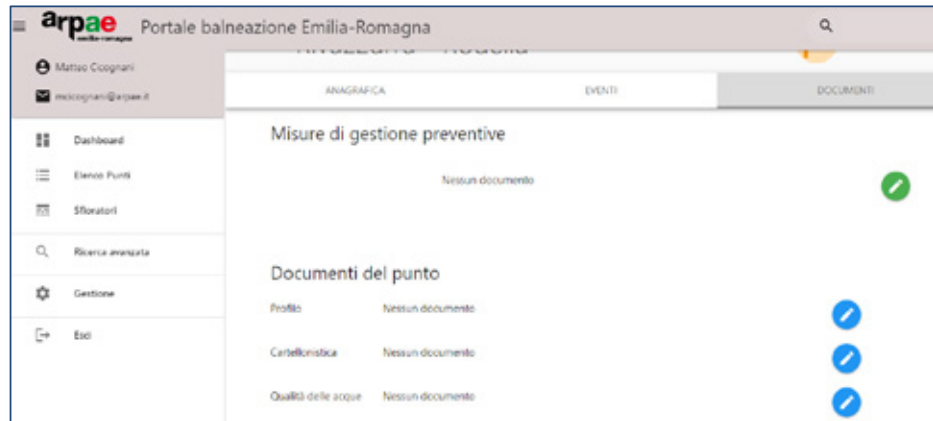 arpae
emilia-romagna
Portale balneazione Emilia-Romagna
Matteo Cicognani
mcicognani@arpae.it
Dashboard
Elenco Punti
Sfioratori
Ricerca avanzata
Gestione
Esci
ANAGRAFICA EVENTI DOCUMENTI
Misure di gestione preventive
Nessun documento
Documenti del punto
Profilo Nessun documento
Cartellonistica Nessun documento
Qualità delle acque Nessun documento